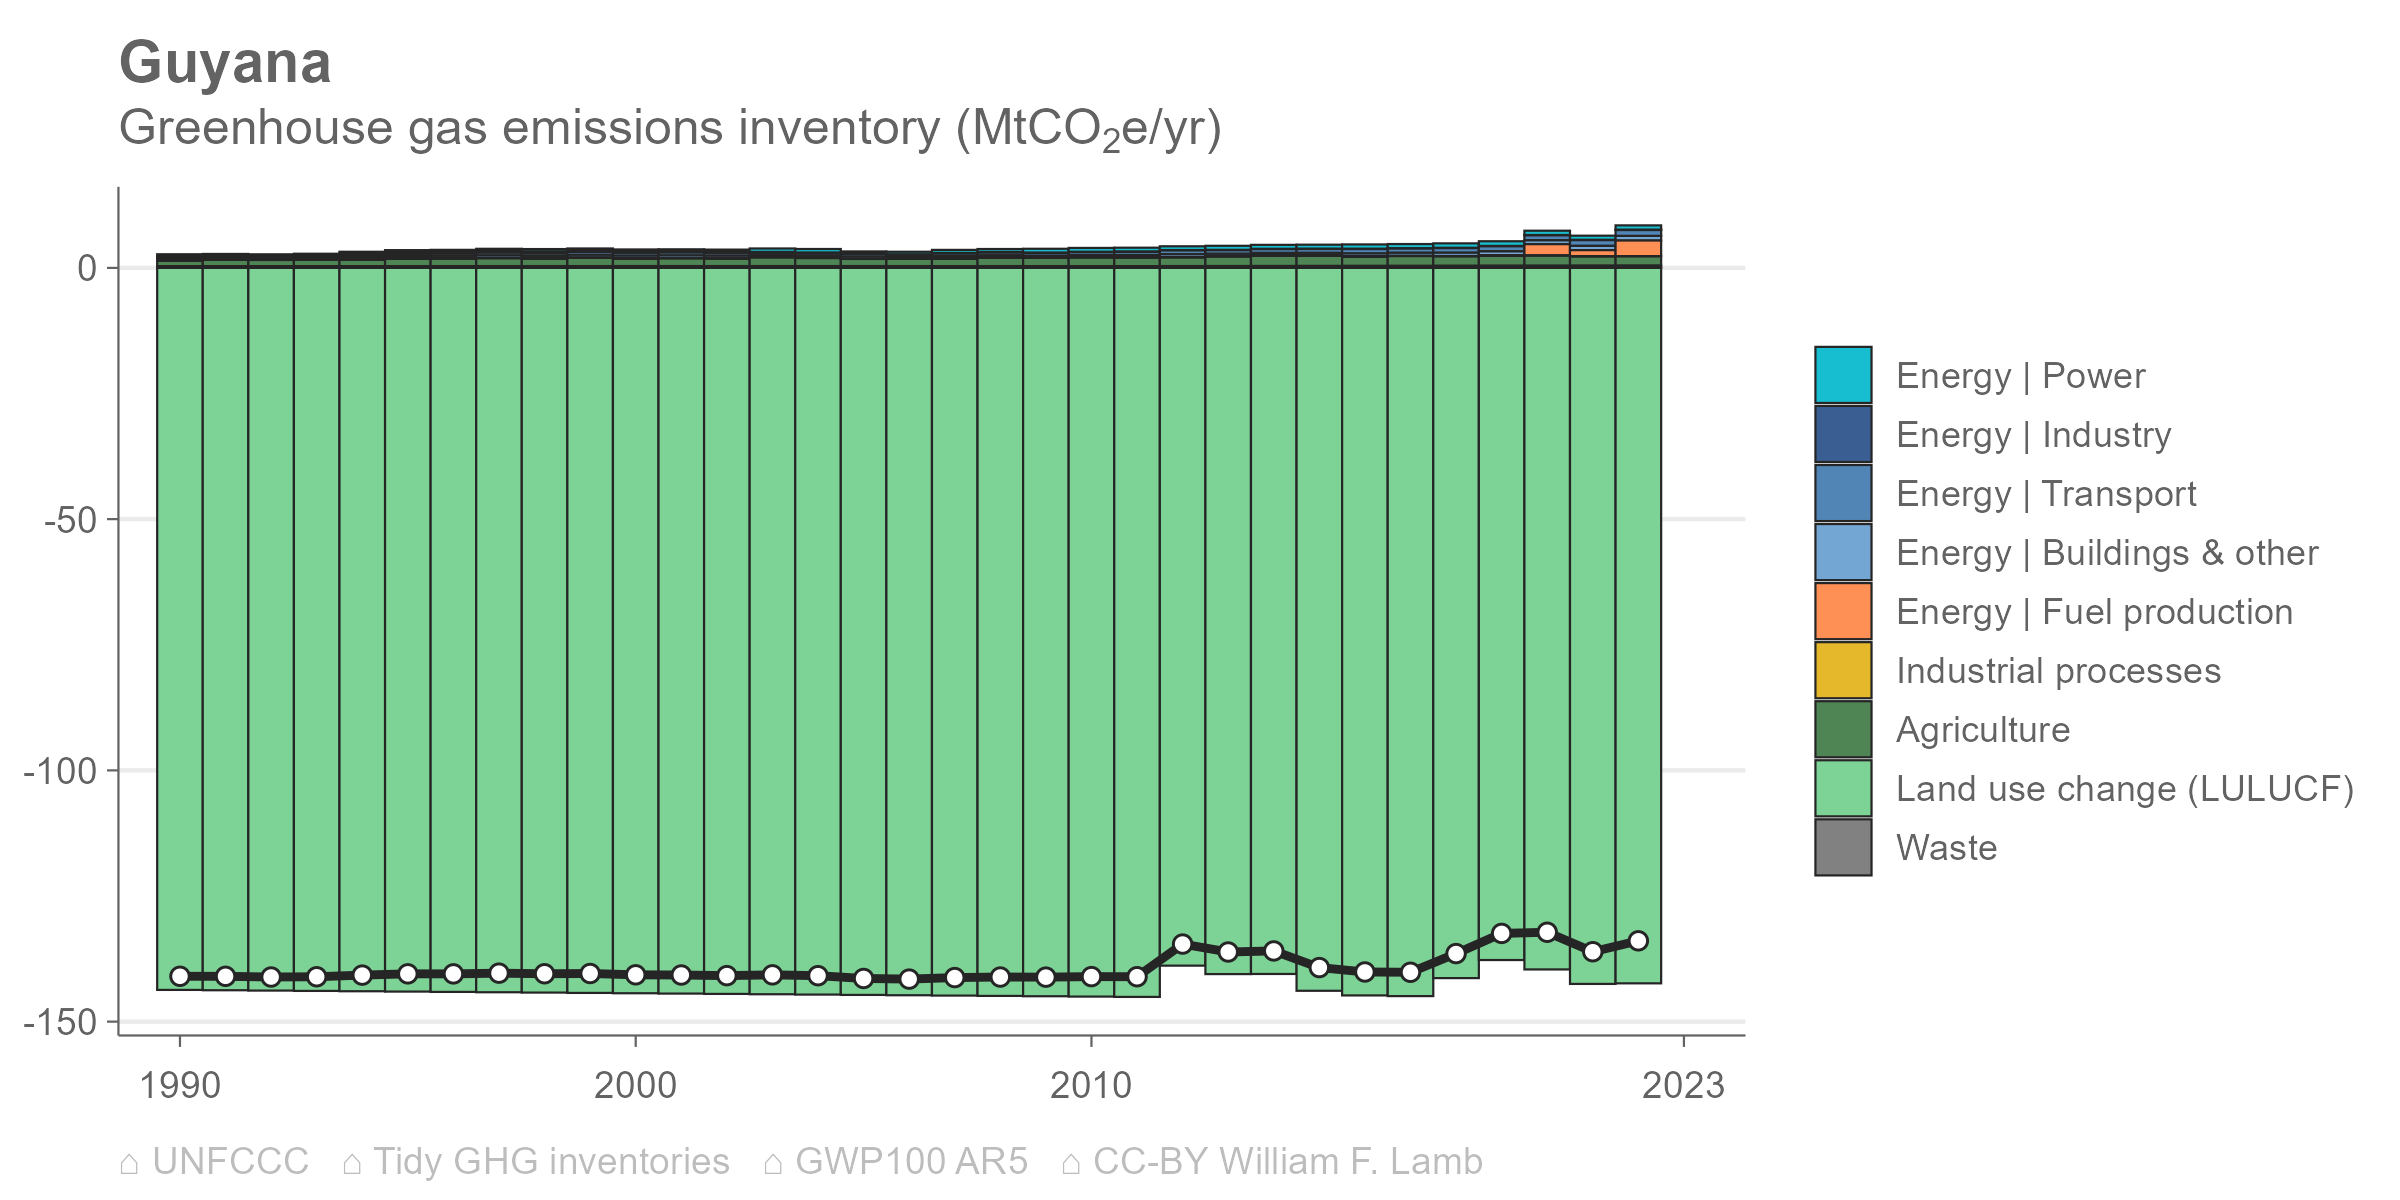 Guyana
Greenhouse gas emissions inventory (MtCO₂e/yr)
0
-50
-100
-150
1990
2000
2010
2023
Energy | Power
Energy | Industry
Energy | Transport
Energy | Buildings & other
Energy | Fuel production
Industrial processes
Agriculture
Land use change (LULUCF)
Waste
⌂ UNFCCC ⌂ Tidy GHG inventories ⌂ GWP100 AR5 ⌂ CC-BY William F. Lamb